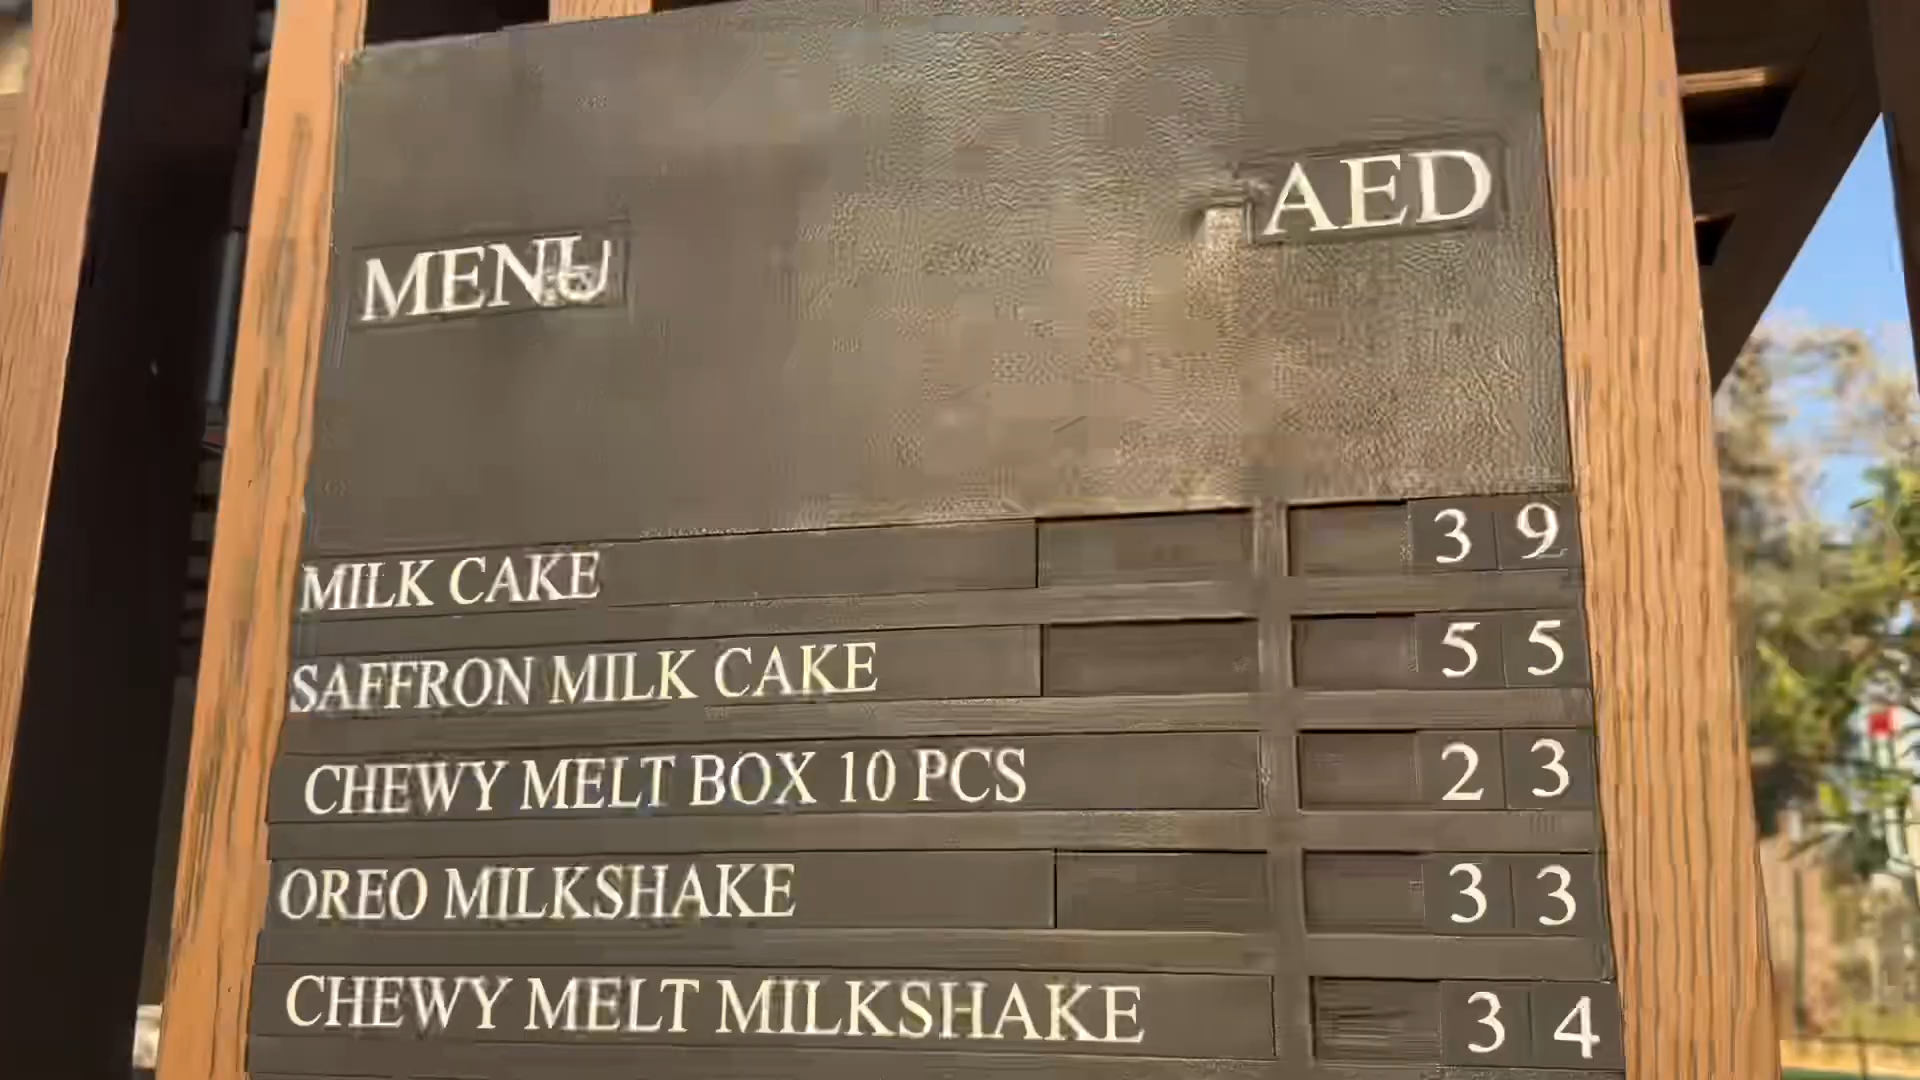 AED
MENU
MILK CAKE 39
SAFFRON MILK CAKE 55
CHEWY MELT BOX 10 PCS 23
OREO MILKSHAKE 33
CHEWY MELT MILKSHAKE 34